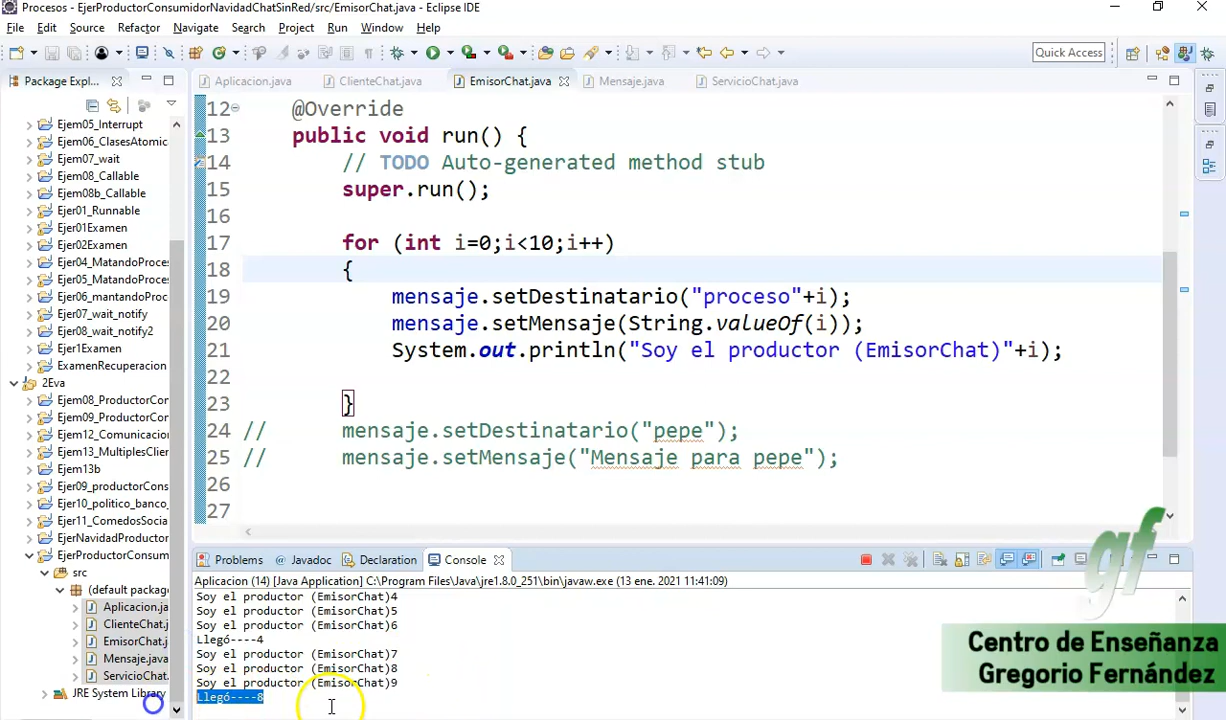 Procesos - EjerProductorConsumidorNavidadChatSinRed/src/EmisorChat.java - Eclipse IDE
File Edit Source Refactor Navigate Search Project Run Window Help
Quick Access
Package Expl...
Aplicacion.java ClienteChat.java EmisorChat.java Mensaje.java ServicioChat.java
Ejem05_Interrupt
Ejem06_ClasesAtomic
Ejem07_wait
Ejem08_Callable
Ejem08b_Callable
Ejer01_Runnable
Ejer01Examen
Ejer02Examen
Ejer04_MatandoProce
Ejer05_MatandoProce
Ejer06_mantandoProc
Ejer07_wait_notify
Ejer08_wait_notify2
Ejer1Examen
ExamenRecuperacion
2Eva
Ejem08_ProductorCon
Ejem09_ProductorCon
Ejem12_Comunicacion
Ejem13_MultiplesClien
Ejem13b
Ejer09_productorCons
Ejer10_politico_banco_
Ejer11_ComedosSocia
EjerNavidadProductor
EjerProductorConsum
src
(default package
Aplicacion.ja
ClienteChat.j
EmisorChat.j
Mensaje.java
ServicioChat.
JRE System Library
12 @Override
13 public void run() {
14 // TODO Auto-generated method stub
15 super.run();
16
17 for (int i=0;i<10;i++)
18 {
19 mensaje.setDestinatario("proceso"+i);
20 mensaje.setMensaje(String.valueOf(i));
21 System.out.println("Soy el productor (EmisorChat)"+i);
22
23 }
24 // mensaje.setDestinatario("pepe");
25 // mensaje.setMensaje("Mensaje para pepe");
26
27
Problems Javadoc Declaration Console
Aplicacion (14) [Java Application] C:\Program Files\Java\jre1.8.0_251\bin\javaw.exe (13 ene. 2021 11:41:09)
Soy el productor (EmisorChat)4
Soy el productor (EmisorChat)5
Soy el productor (EmisorChat)6
Llegó----4
Soy el productor (EmisorChat)7
Soy el productor (EmisorChat)8
Soy el productor (EmisorChat)9
Llegó----8
gf
Centro de Enseñanza
Gregorio Fernández